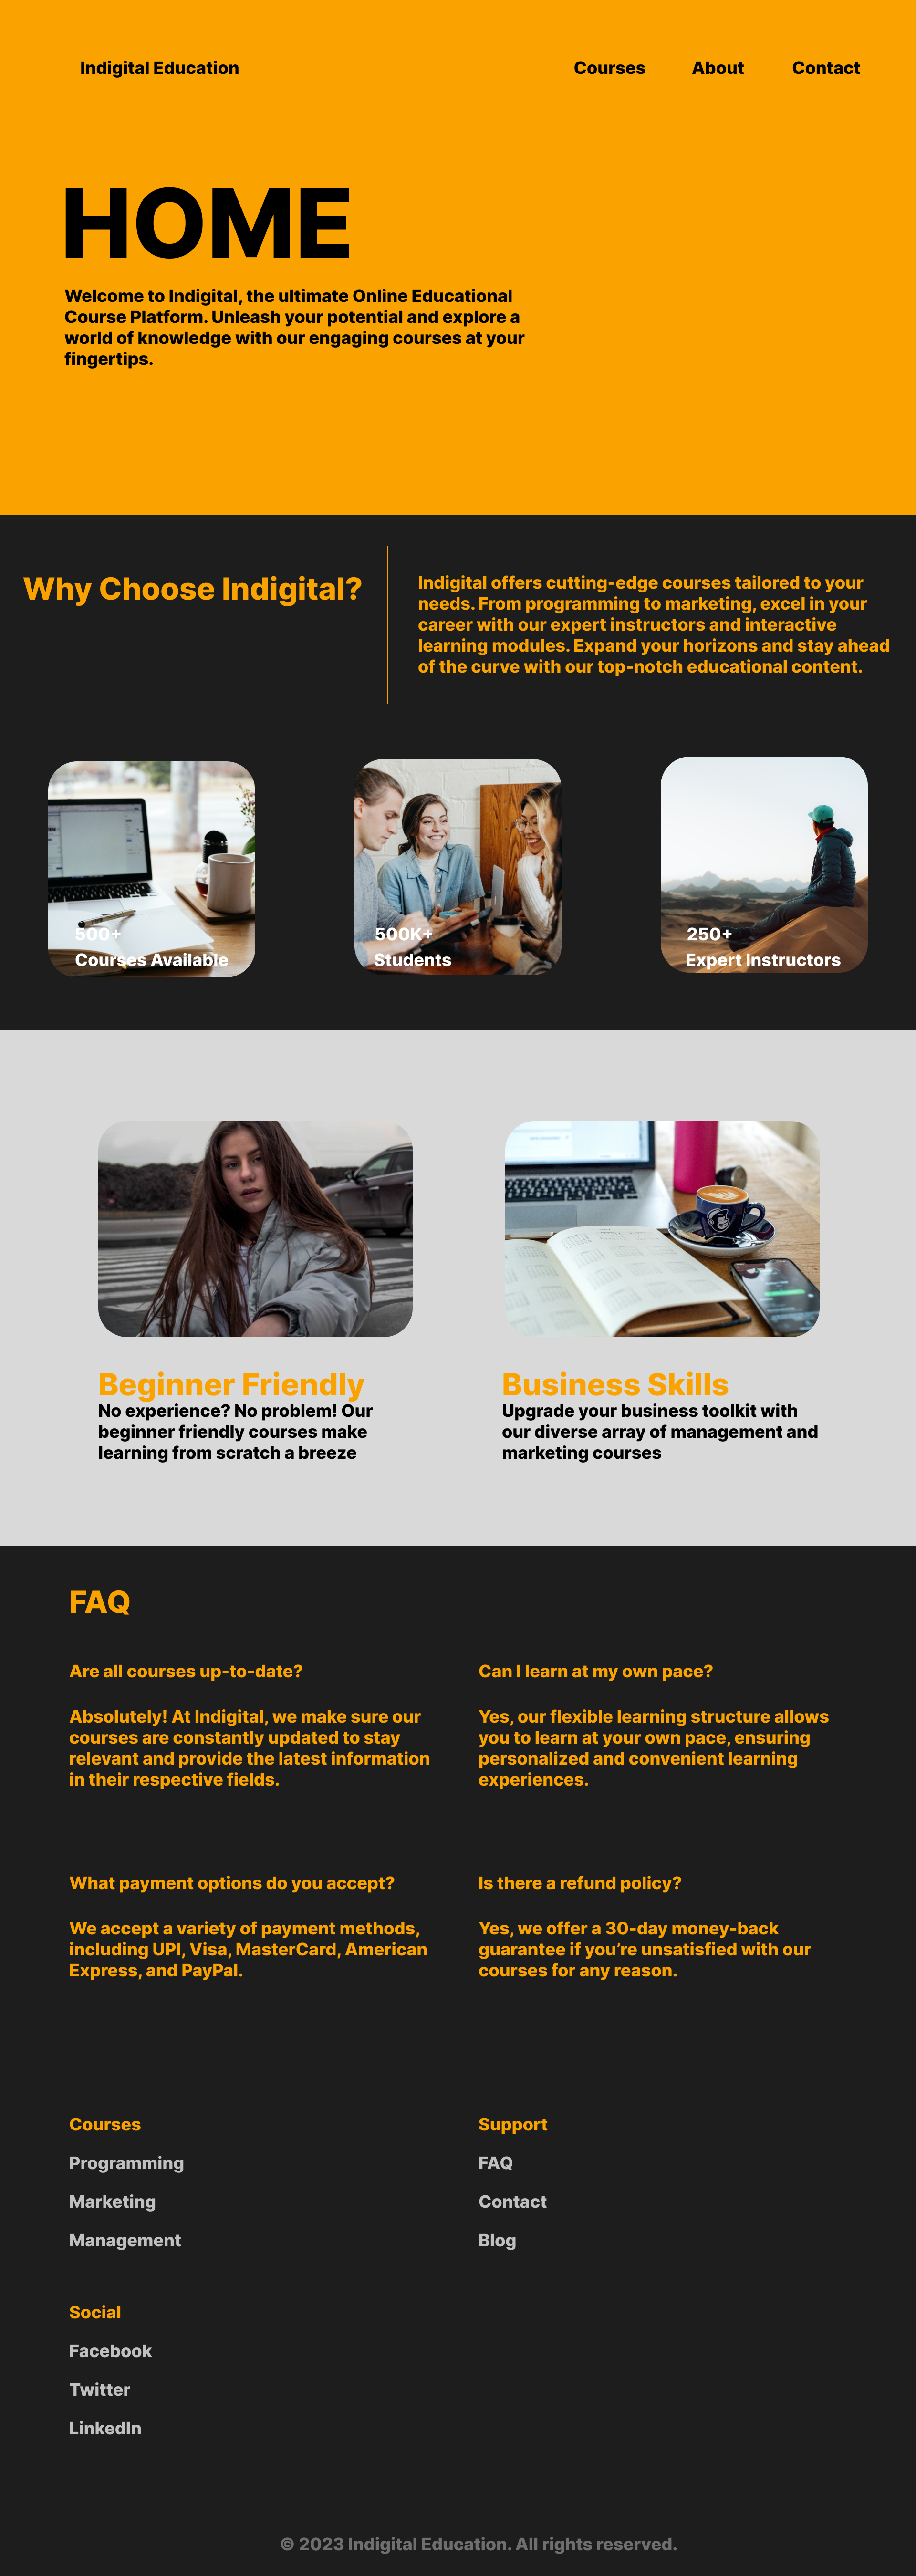 Indigital Education
Courses
About
Contact
HOME
Welcome to Indigital, the ultimate Online Educational
Course Platform. Unleash your potential and explore a
world of knowledge with our engaging courses at your
fingertips.
Why Choose Indigital?
Indigital offers cutting-edge courses tailored to your
needs. From programming to marketing, excel in your
career with our expert instructors and interactive
learning modules. Expand your horizons and stay ahead
of the curve with our top-notch educational content.
500+
Courses Available
500K+
Students
250+
Expert Instructors
Beginner Friendly
No experience? No problem! Our
beginner friendly courses make
learning from scratch a breeze
Business Skills
Upgrade your business toolkit with
our diverse array of management and
marketing courses
FAQ
Are all courses up-to-date?
Absolutely! At Indigital, we make sure our
courses are constantly updated to stay
relevant and provide the latest information
in their respective fields.
Can I learn at my own pace?
Yes, our flexible learning structure allows
you to learn at your own pace, ensuring
personalized and convenient learning
experiences.
What payment options do you accept?
We accept a variety of payment methods,
including UPI, Visa, MasterCard, American
Express, and PayPal.
Is there a refund policy?
Yes, we offer a 30-day money-back
guarantee if you’re unsatisfied with our
courses for any reason.
Courses
Programming
Marketing
Management
Support
FAQ
Contact
Blog
Social
Facebook
Twitter
LinkedIn
© 2023 Indigital Education. All rights reserved.